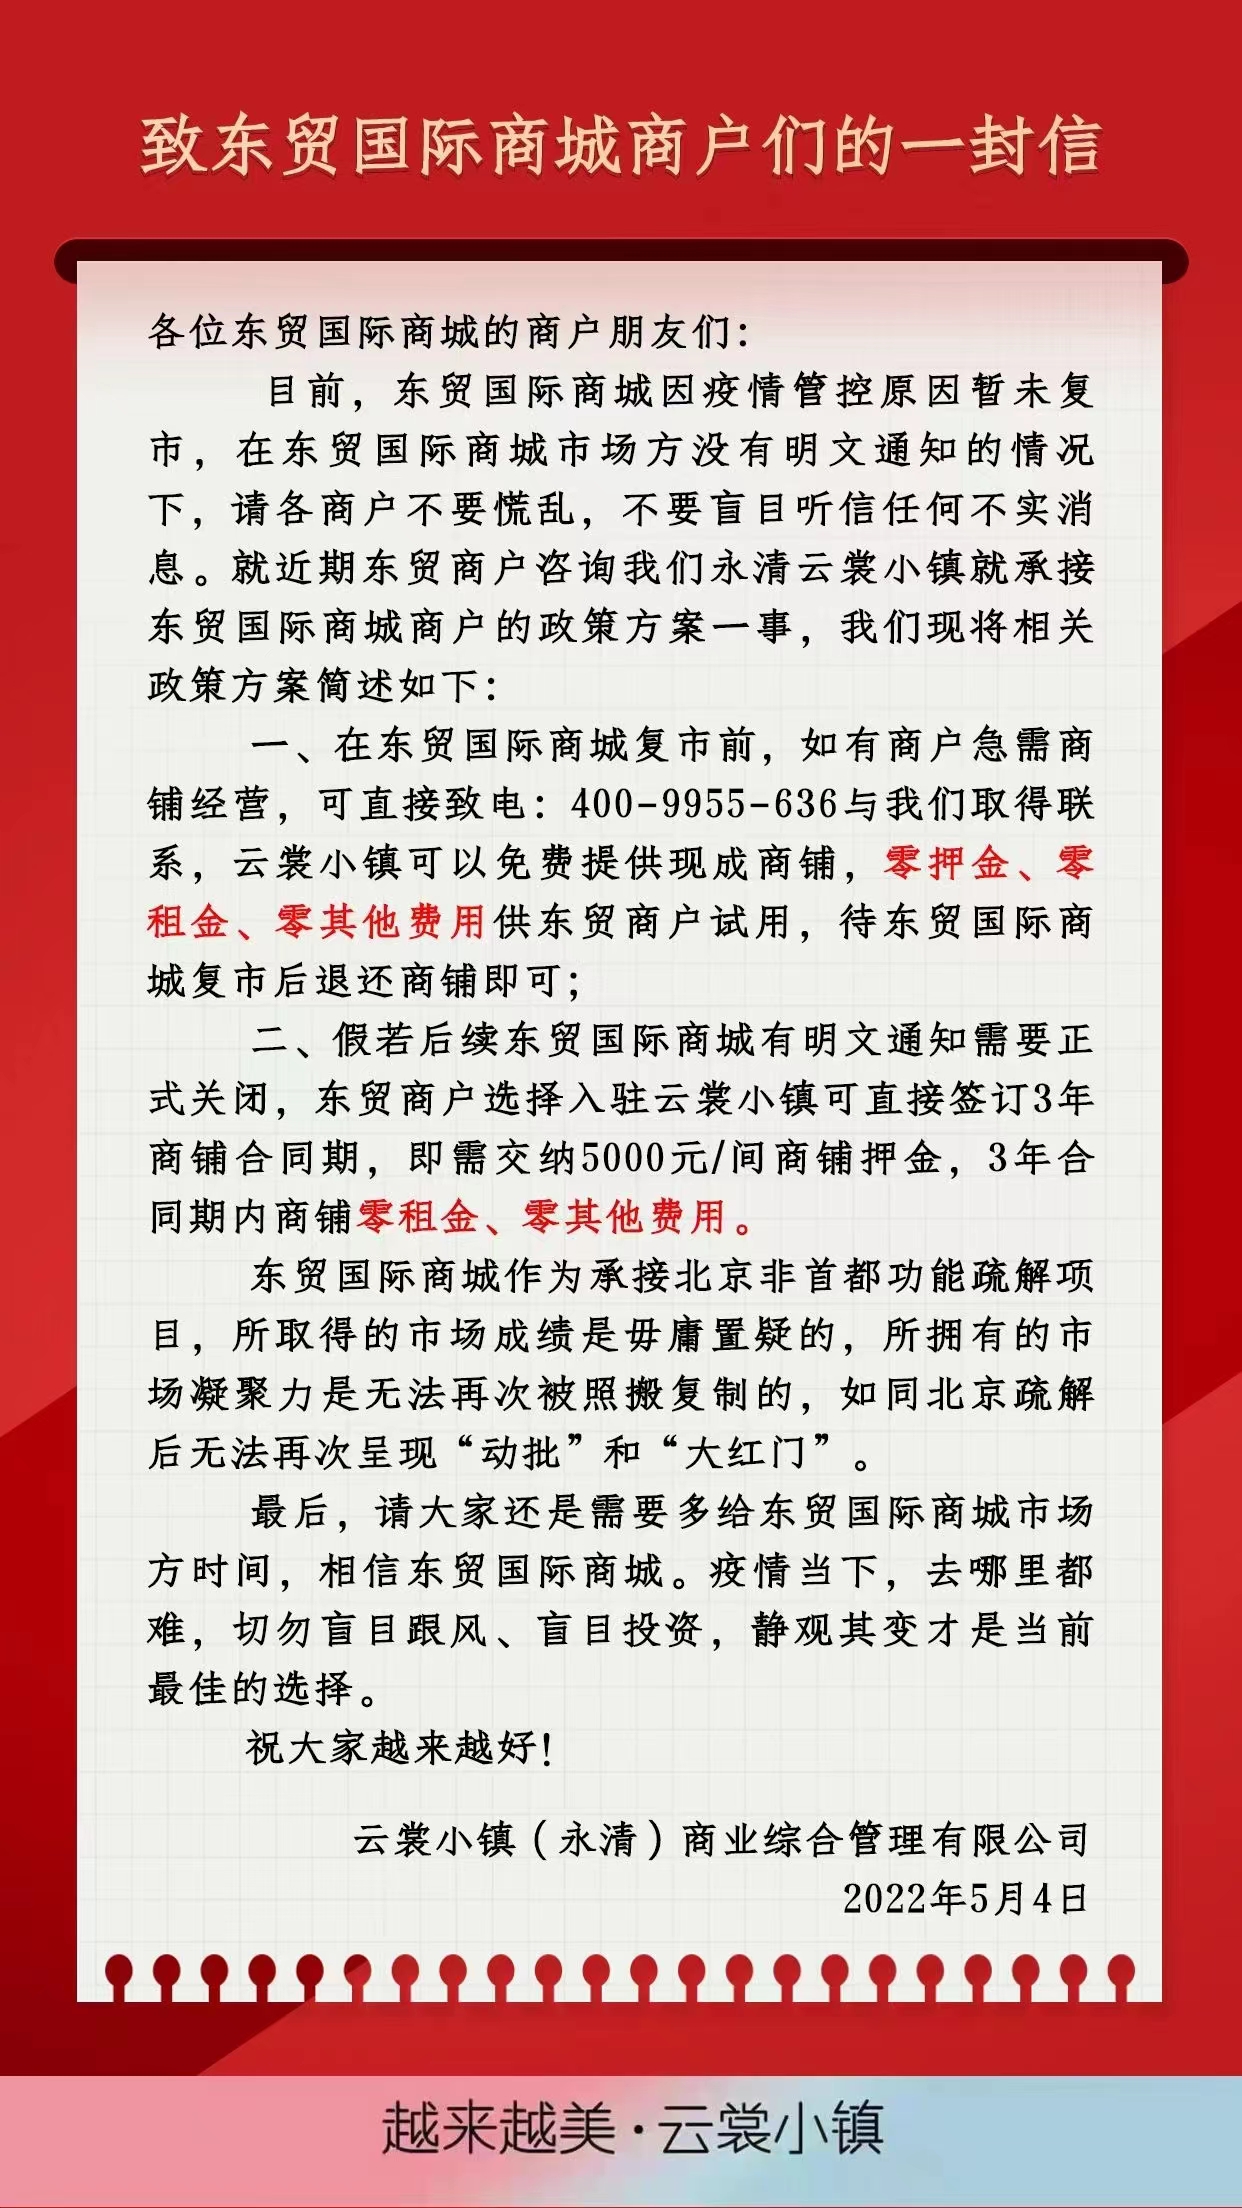 致东贸国际商城商户们的一封信
各位东贸国际商城的商户朋友们：
目前，东贸国际商城因疫情管控原因暂未复
市，在东贸国际商城市场方没有明文通知的情况
下，请各商户不要慌乱，不要盲目听信任何不实消
息。就近期东贸商户咨询我们永清云裳小镇就承接
东贸国际商城商户的政策方案一事，我们现将相关
政策方案简述如下：
一、在东贸国际商城复市前，如有商户急需商
铺经营，可直接致电：400-9955-636与我们取得联
系，云裳小镇可以免费提供现成商铺，零押金、零
租金、零其他费用供东贸商户试用，待东贸国际商
城复市后退还商铺即可；
二、假若后续东贸国际商城有明文通知需要正
式关闭，东贸商户选择入驻云裳小镇可直接签订3年
商铺合同期，即需交纳5000元/间商铺押金，3年合
同期内商铺零租金、零其他费用。
东贸国际商城作为承接北京非首都功能疏解项
目，所取得的市场成绩是毋庸置疑的，所拥有的市
场凝聚力是无法再次被照搬复制的，如同北京疏解
后无法再次呈现“动批”和“大红门”。
最后，请大家还是需要多给东贸国际商城市场
方时间，相信东贸国际商城。疫情当下，去哪里都
难，切勿盲目跟风、盲目投资，静观其变才是当前
最佳的选择。
祝大家越来越好！
云裳小镇（永清）商业综合管理有限公司
2022年5月4日
越来越美·云裳小镇